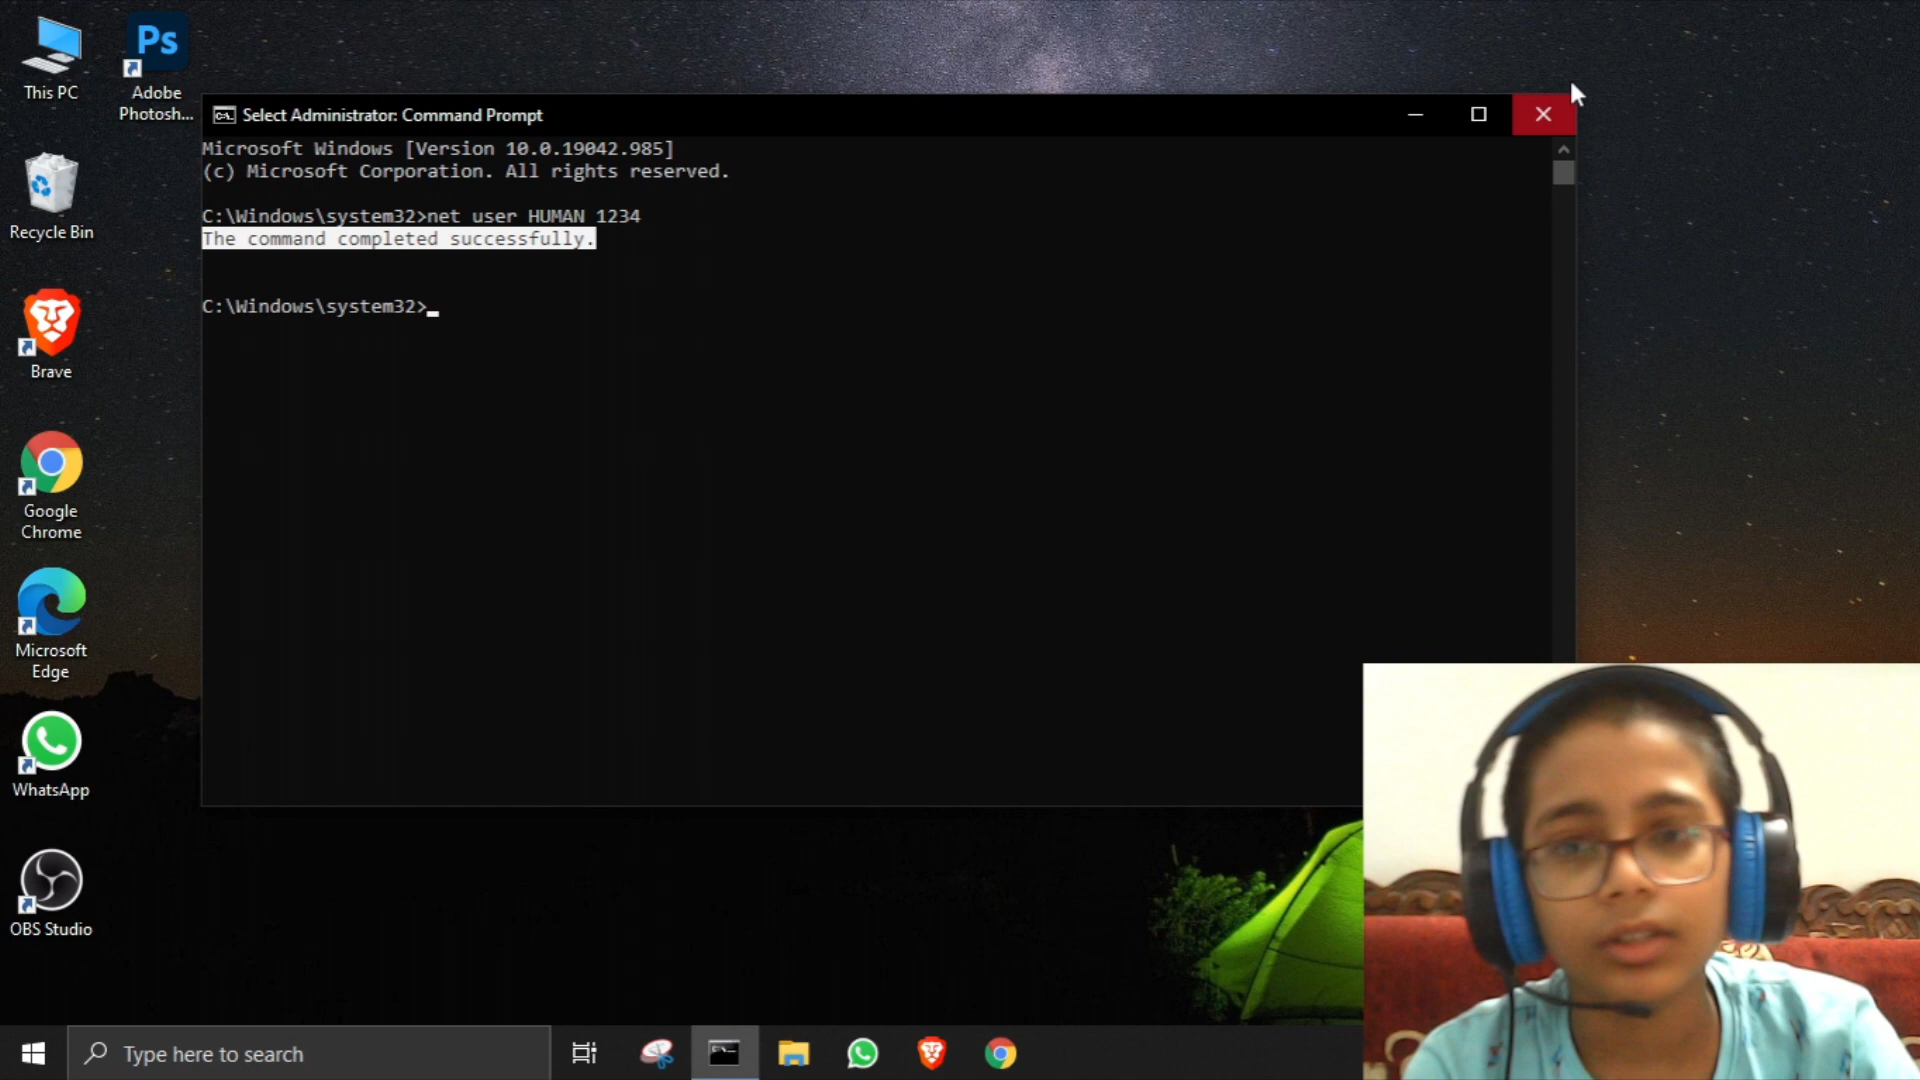 This PC
Ps
Adobe
Photosh...
Recycle Bin
Brave
Google
Chrome
Microsoft
Edge
WhatsApp
OBS Studio
Select Administrator: Command Prompt
Microsoft Windows [Version 10.0.19042.985]
(c) Microsoft Corporation. All rights reserved.
C:\Windows\system32>net user HUMAN 1234
The command completed successfully.
C:\Windows\system32>
Type here to search